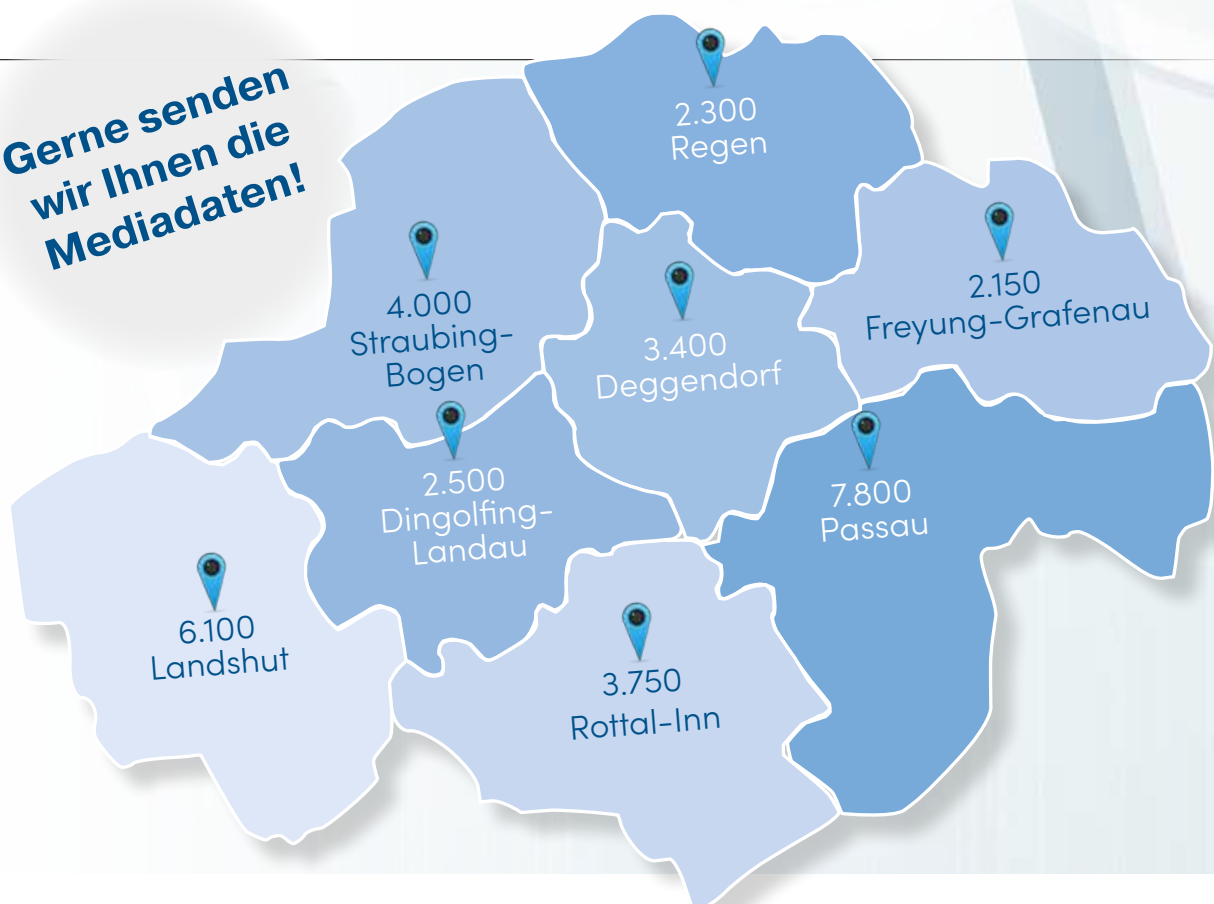 Gerne senden
wir Ihnen die
Mediadaten!
2.300
Regen
4.000
Straubing-
Bogen
3.400
Deggendorf
2.150
Freyung-Grafenau
2.500
Dingolfing-
Landau
7.800
Passau
6.100
Landshut
3.750
Rottal-Inn